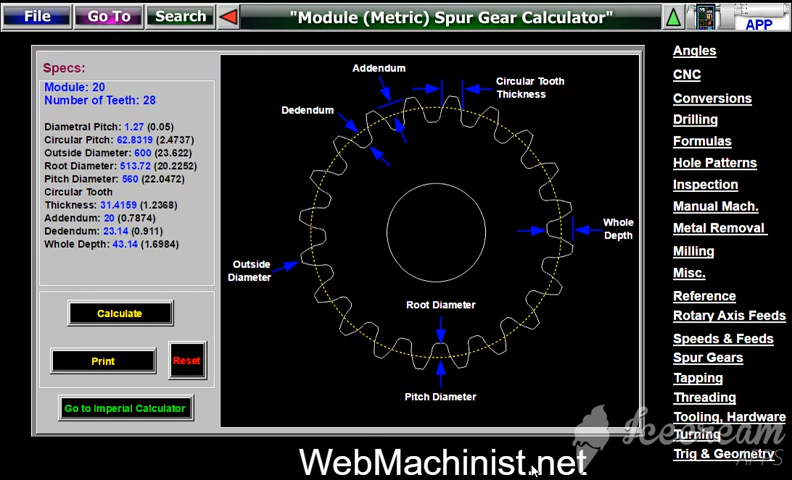 File
Go To
Search
"Module (Metric) Spur Gear Calculator"
APP
Specs:
Module: 20
Number of Teeth: 28
Diametral Pitch: 1.27 (0.05)
Circular Pitch: 62.8319 (2.4737)
Outside Diameter: 600 (23.622)
Root Diameter: 513.72 (20.2252)
Pitch Diameter: 560 (22.0472)
Circular Tooth
Thickness: 31.4159 (1.2368)
Addendum: 20 (0.7874)
Dedendum: 23.14 (0.911)
Whole Depth: 43.14 (1.6984)
Calculate
Print
Reset
Go to Imperial Calculator
Addendum
Circular Tooth
Thickness
Dedendum
Whole
Depth
Outside
Diameter
Root Diameter
Pitch Diameter
Angles
CNC
Conversions
Drilling
Formulas
Hole Patterns
Inspection
Manual Mach.
Metal Removal
Milling
Misc.
Reference
Rotary Axis Feeds
Speeds & Feeds
Spur Gears
Tapping
Threading
Tooling, Hardware
Turning
Trig & Geometry
WebMachinist.net
Icecream
APPS